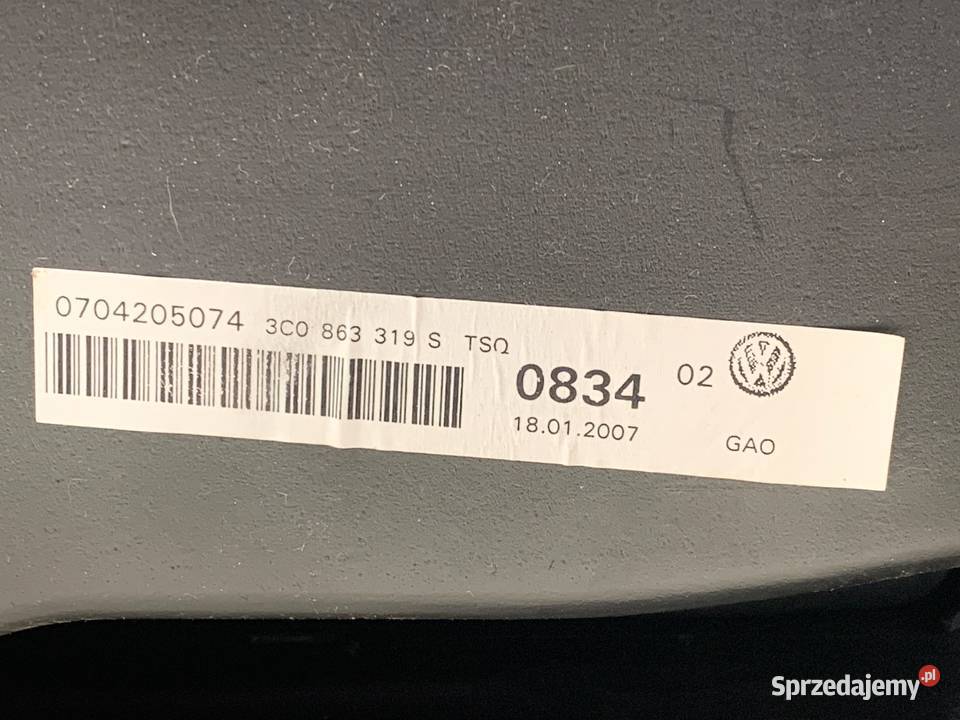 0704205074 3C0 863 319 S TSQ
0834 02
18.01.2007
GAO
Sprzedajemy.pl